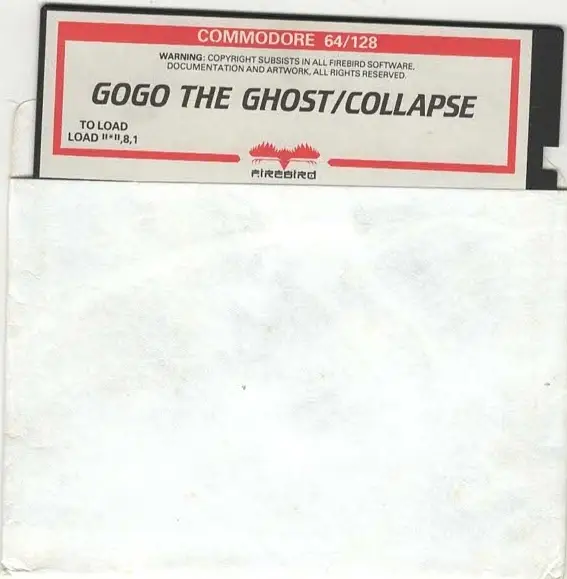 COMMODORE 64/128
WARNING: COPYRIGHT SUBSISTS IN ALL FIREBIRD SOFTWARE.
DOCUMENTATION AND ARTWORK, ALL RIGHTS RESERVED.
GOGO THE GHOST/COLLAPSE
TO LOAD
LOAD "*",8,1
FIREBIRD